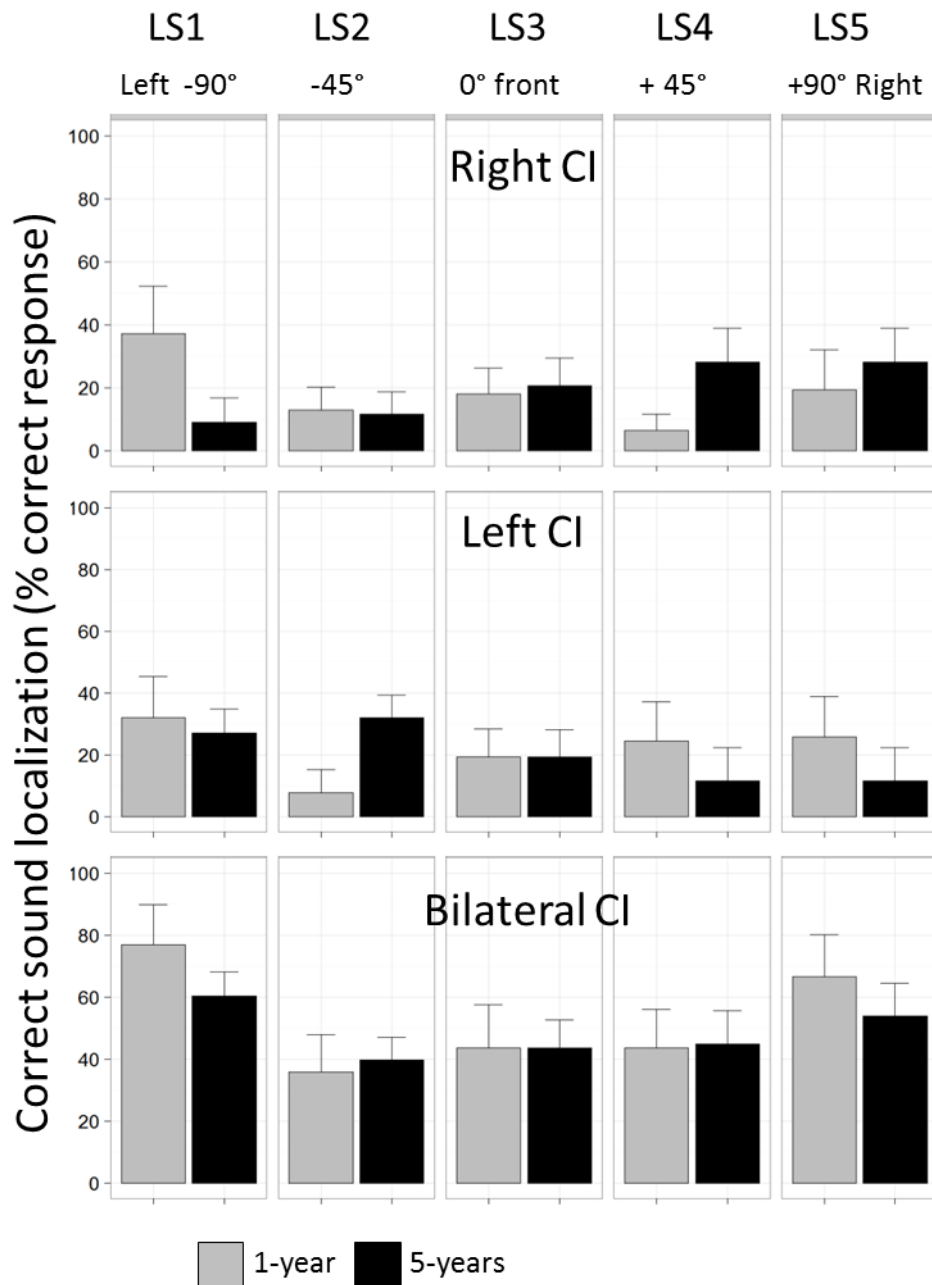 LS1 LS2 LS3 LS4 LS5
Left -90° -45° 0° front + 45° +90° Right
Correct sound localization (% correct response)
Right CI
100
80
60
40
20
0
Left CI
100
80
60
40
20
0
Bilateral CI
100
80
60
40
20
0
1-year 5-years